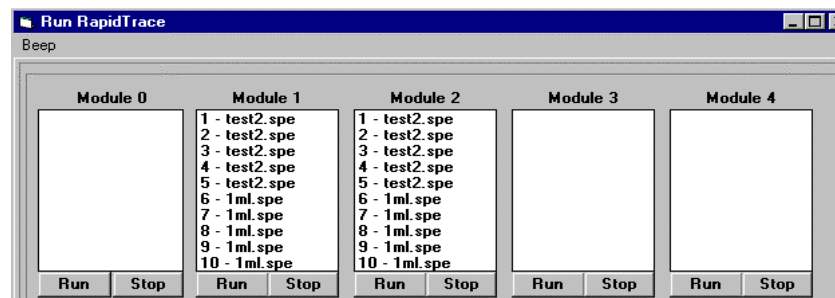 Run RapidTrace
Beep
Module 0
Module 1
Module 2
Module 3
Module 4
1 - test2.spe
2 - test2.spe
3 - test2.spe
4 - test2.spe
5 - test2.spe
6 - 1ml.spe
7 - 1ml.spe
8 - 1ml.spe
9 - 1ml.spe
10 - 1ml.spe
1 - test2.spe
2 - test2.spe
3 - test2.spe
4 - test2.spe
5 - test2.spe
6 - 1ml.spe
7 - 1ml.spe
8 - 1ml.spe
9 - 1ml.spe
10 - 1ml.spe
Run Stop Run Stop Run Stop Run Stop Run Stop